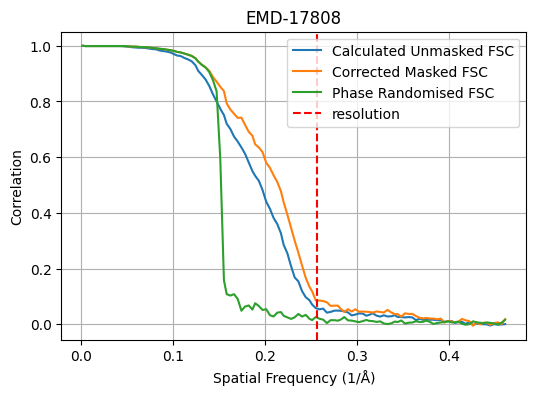 EMD-17808
1.0
0.8
0.6
0.4
0.2
0.0
Correlation
Calculated Unmasked FSC
Corrected Masked FSC
Phase Randomised FSC
resolution
0.0
0.1
0.2
0.3
0.4
Spatial Frequency (1/Å)